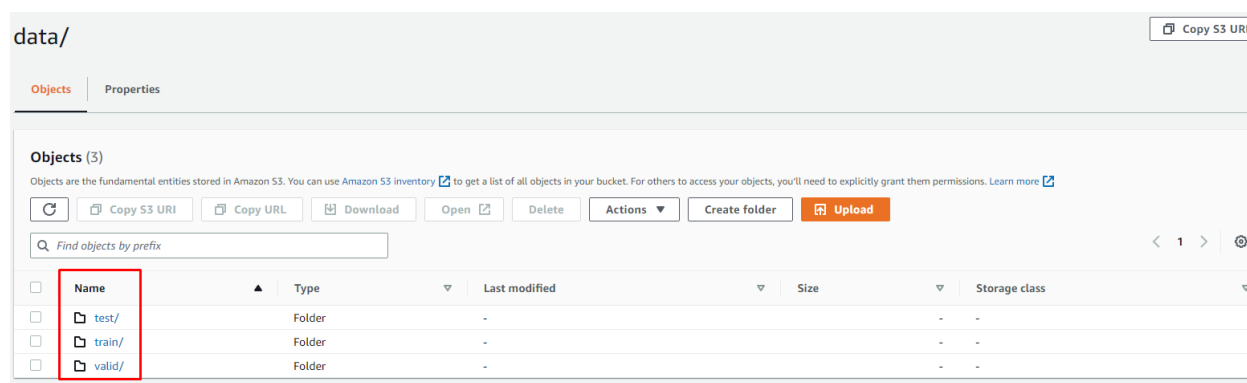 data/
Copy S3 URI
Objects Properties
Objects (3)
Objects are the fundamental entities stored in Amazon S3. You can use Amazon S3 inventory to get a list of all objects in your bucket. For others to access your objects, you'll need to explicitly grant them permissions. Learn more
Copy S3 URI Copy URL Download Open Delete Actions Create folder Upload
Find objects by prefix
1
Name Type Last modified Size Storage class
test/ Folder - - -
train/ Folder - - -
valid/ Folder - - -